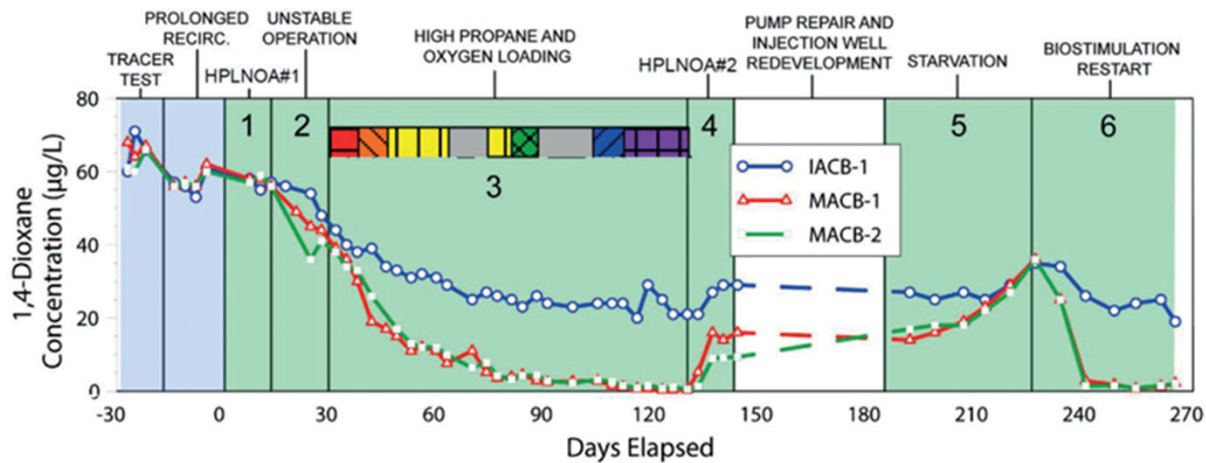 PROLONGED
RECIRC.
UNSTABLE
OPERATION
TRACER
TEST
HPLNOA#1
HIGH PROPANE AND
OXYGEN LOADING
HPLNOA#2
PUMP REPAIR AND
INJECTION WELL
REDEVELOPMENT
STARVATION
BIOSTIMULATION
RESTART
1,4-Dioxane
Concentration (µg/L)
80
60
40
20
0
1
2
3
4
5
6
IACB-1
MACB-1
MACB-2
-30
0
30
60
90
120
150
180
210
240
270
Days Elapsed